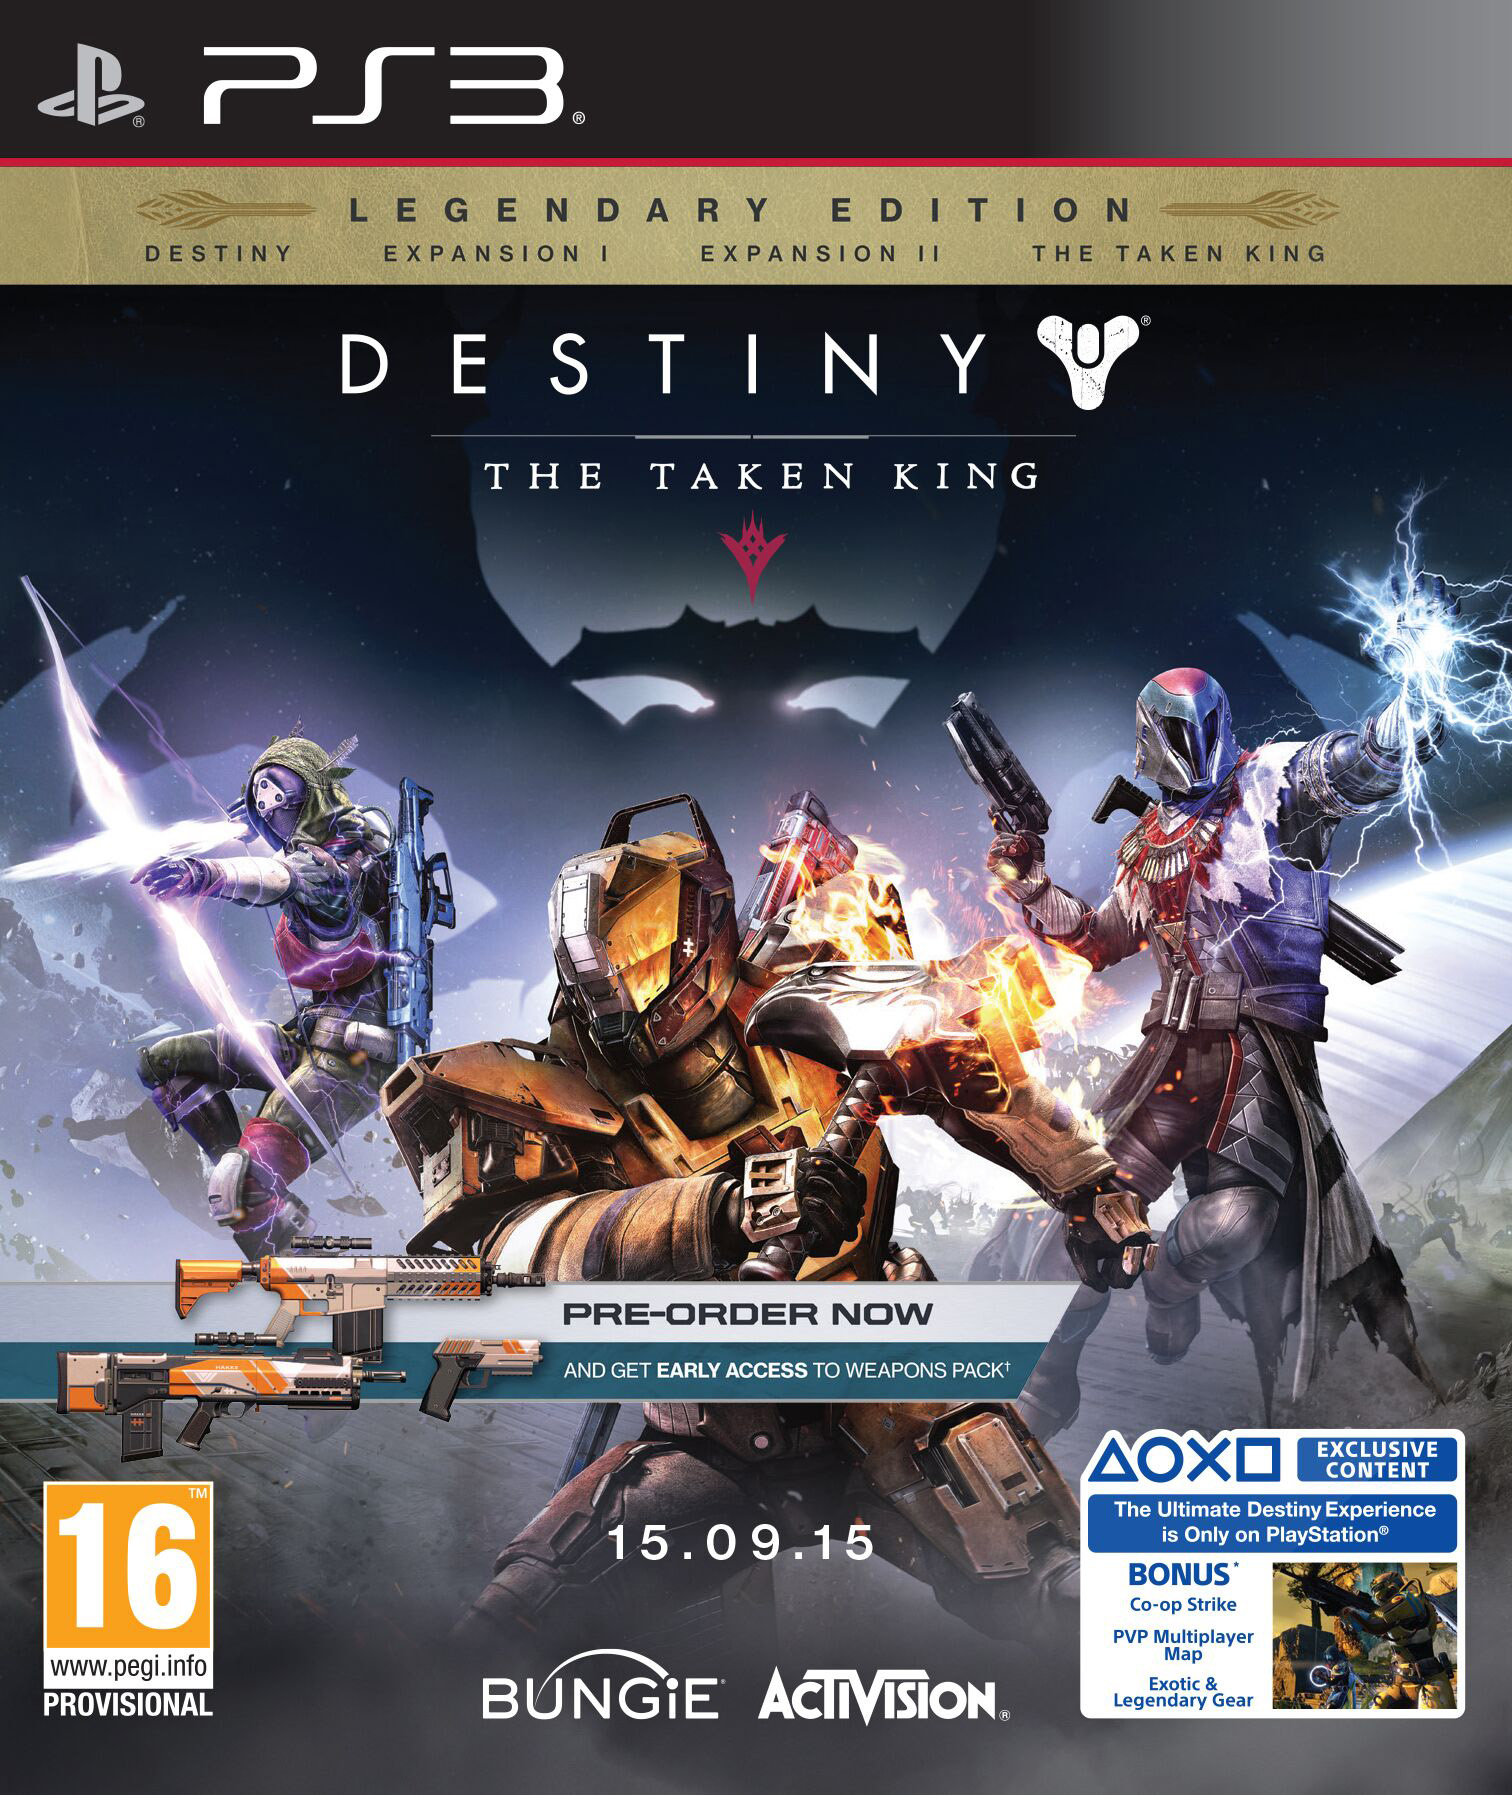 PS3®
LEGENDARY EDITION
DESTINY EXPANSION I EXPANSION II THE TAKEN KING
DESTINY®
THE TAKEN KING
PRE-ORDER NOW
AND GET EARLY ACCESS TO WEAPONS PACK†
HAKKE
EXCLUSIVE
CONTENT
The Ultimate Destiny Experience
is Only on PlayStation®
BONUS*
Co-op Strike
PVP Multiplayer
Map
Exotic &
Legendary Gear
16™
www.pegi.info
PROVISIONAL
15.09.15
BUNGiE®
ACTIVISION®